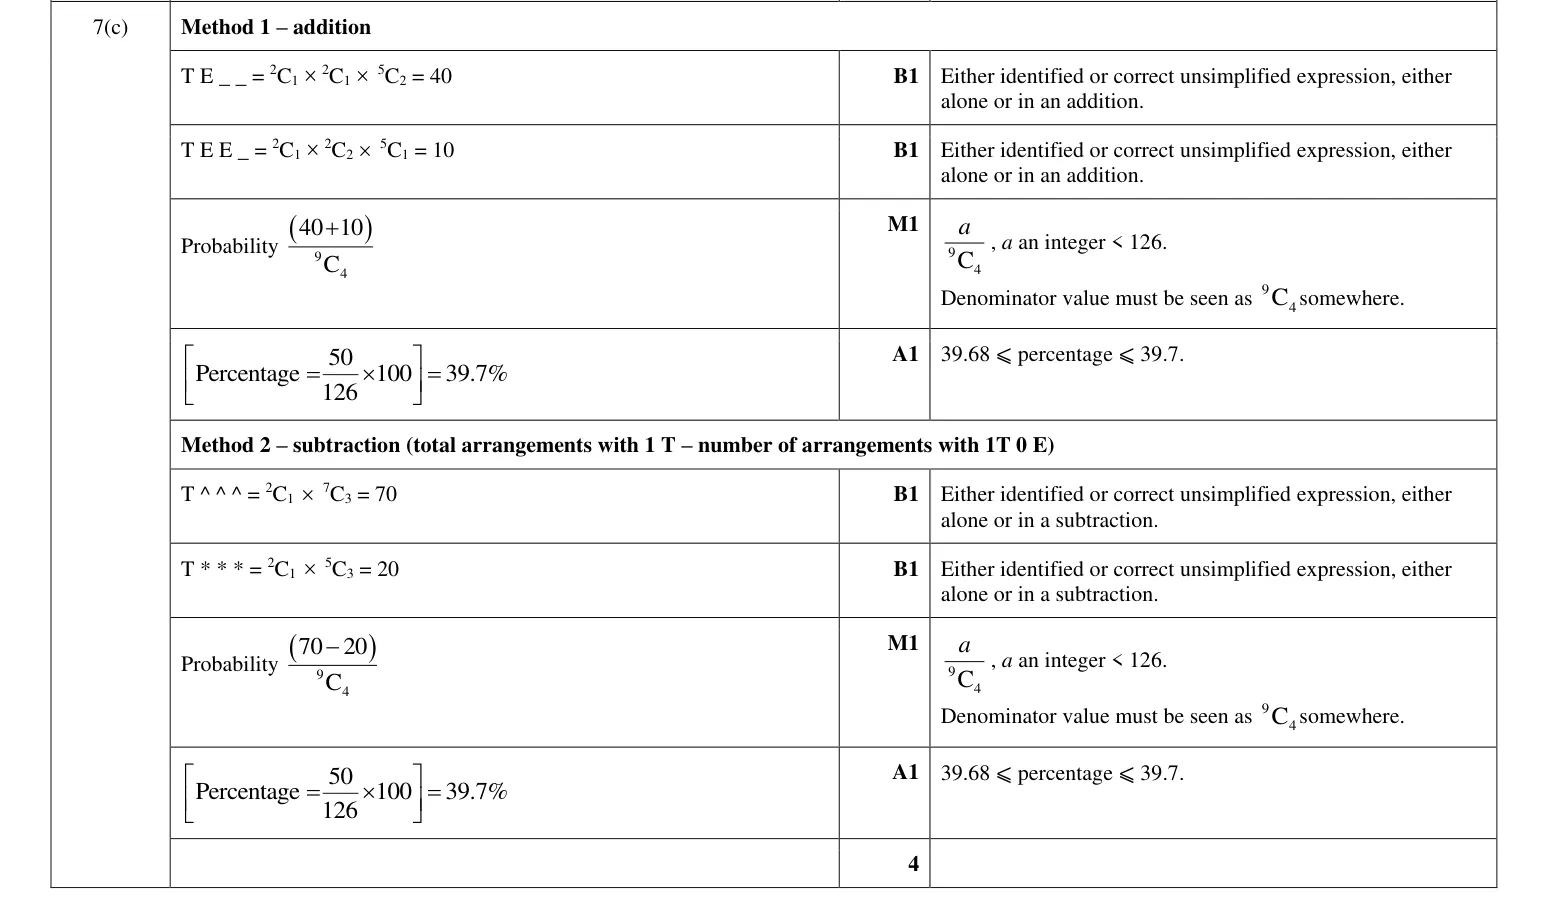 7(c)
Method 1 – addition
T E _ _ = ²C₁ × ²C₁ × ⁵C₂ = 40
B1
Either identified or correct unsimplified expression, either
alone or in an addition.
T E E _ = ²C₁ × ²C₂ × ⁵C₁ = 10
B1
Either identified or correct unsimplified expression, either
alone or in an addition.
Probability (40+10) / ⁹C₄
M1
a / ⁹C₄ , a an integer < 126.
Denominator value must be seen as ⁹C₄ somewhere.
[Percentage = 50/126 ×100] = 39.7%
A1
39.68 ⩽ percentage ⩽ 39.7.
Method 2 – subtraction (total arrangements with 1 T – number of arrangements with 1T 0 E)
T ^ ^ ^ = ²C₁ × ⁷C₃ = 70
B1
Either identified or correct unsimplified expression, either
alone or in a subtraction.
T * * * = ²C₁ × ⁵C₃ = 20
B1
Either identified or correct unsimplified expression, either
alone or in a subtraction.
Probability (70−20) / ⁹C₄
M1
a / ⁹C₄ , a an integer < 126.
Denominator value must be seen as ⁹C₄ somewhere.
[Percentage = 50/126 ×100] = 39.7%
A1
39.68 ⩽ percentage ⩽ 39.7.
4